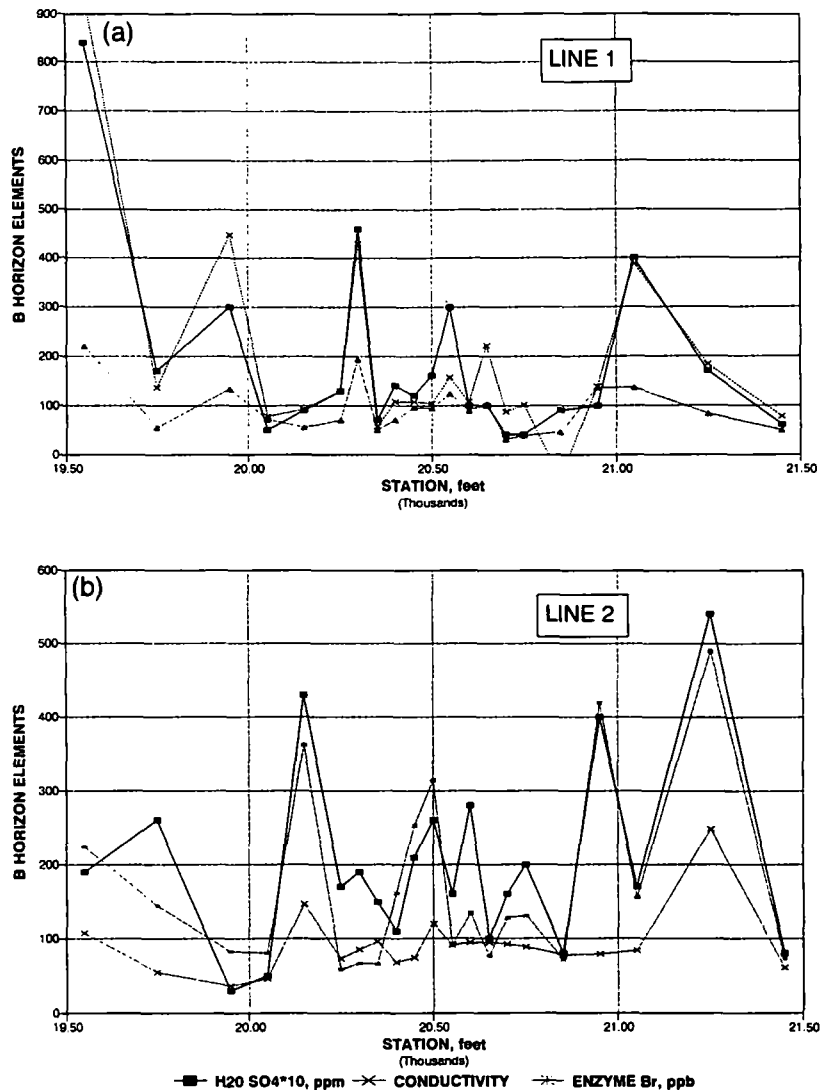 (a)
LINE 1
B HORIZON ELEMENTS
900
800
700
600
500
400
300
200
100
0
19.50
20.00
20.50
21.00
21.50
STATION, feet
(Thousands)
(b)
LINE 2
B HORIZON ELEMENTS
600
500
400
300
200
100
0
19.50
20.00
20.50
21.00
21.50
STATION, feet
(Thousands)
H20 SO4*10, ppm
CONDUCTIVITY
ENZYME Br, ppb